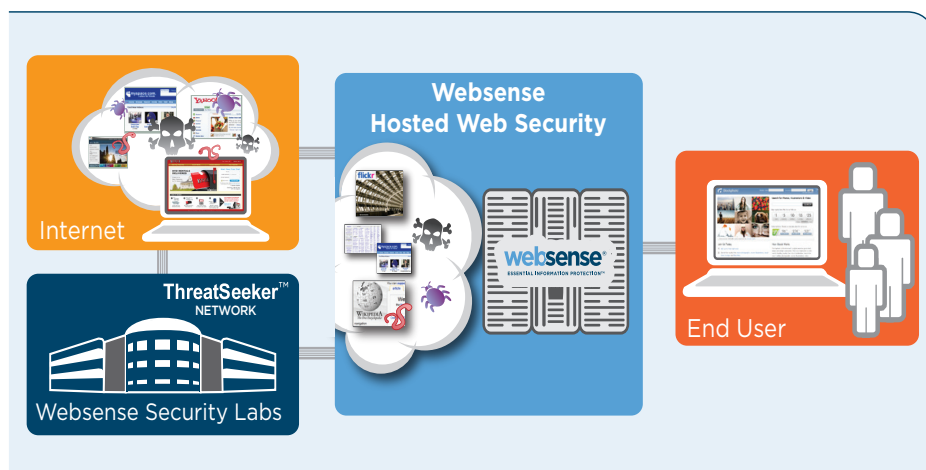 Websense
Hosted Web Security
YAHOO!
flickr
Internet
ThreatSeeker™
NETWORK
WIKIPEDIA
websense®
ESSENTIAL INFORMATION PROTECTION™
End User
Websense Security Labs